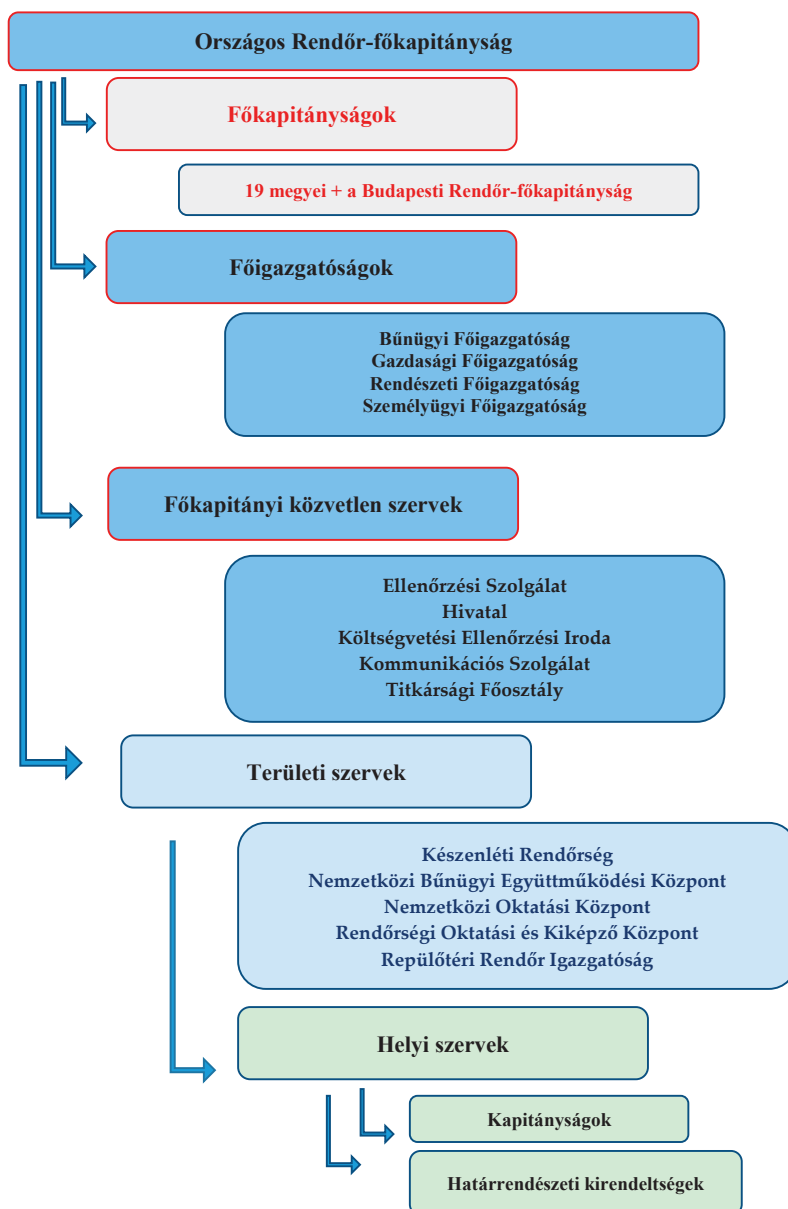 Országos Rendőr-főkapitányság
Főkapitányságok
19 megyei + a Budapesti Rendőr-főkapitányság
Főigazgatóságok
Bűnügyi Főigazgatóság
Gazdasági Főigazgatóság
Rendészeti Főigazgatóság
Személyügyi Főigazgatóság
Főkapitányi közvetlen szervek
Ellenőrzési Szolgálat
Hivatal
Költségvetési Ellenőrzési Iroda
Kommunikációs Szolgálat
Titkársági Főosztály
Területi szervek
Készenléti Rendőrség
Nemzetközi Bűnügyi Együttműködési Központ
Nemzetközi Oktatási Központ
Rendőrségi Oktatási és Kiképző Központ
Repülőtéri Rendőr Igazgatóság
Helyi szervek
Kapitányságok
Határrendészeti kirendeltségek